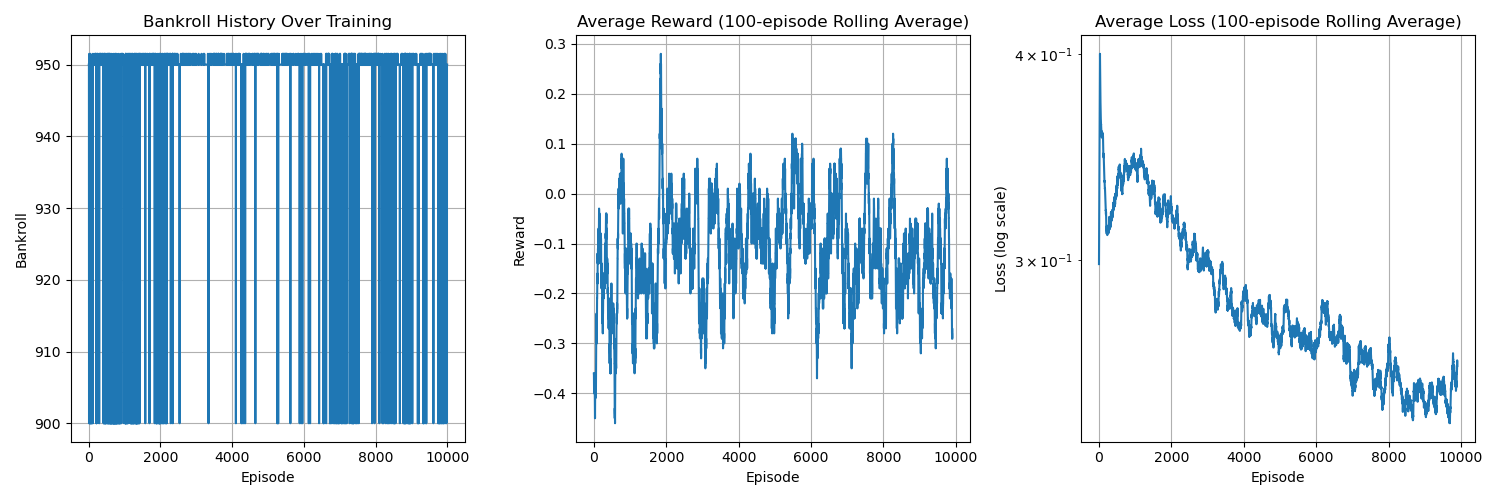 Bankroll History Over Training
950
940
930
920
910
900
Bankroll
0
2000
4000
6000
8000
10000
Episode
Average Reward (100-episode Rolling Average)
0.3
0.2
0.1
0.0
−0.1
−0.2
−0.3
−0.4
Reward
0
2000
4000
6000
8000
10000
Episode
Average Loss (100-episode Rolling Average)
4 × 10⁻¹
3 × 10⁻¹
Loss (log scale)
0
2000
4000
6000
8000
10000
Episode